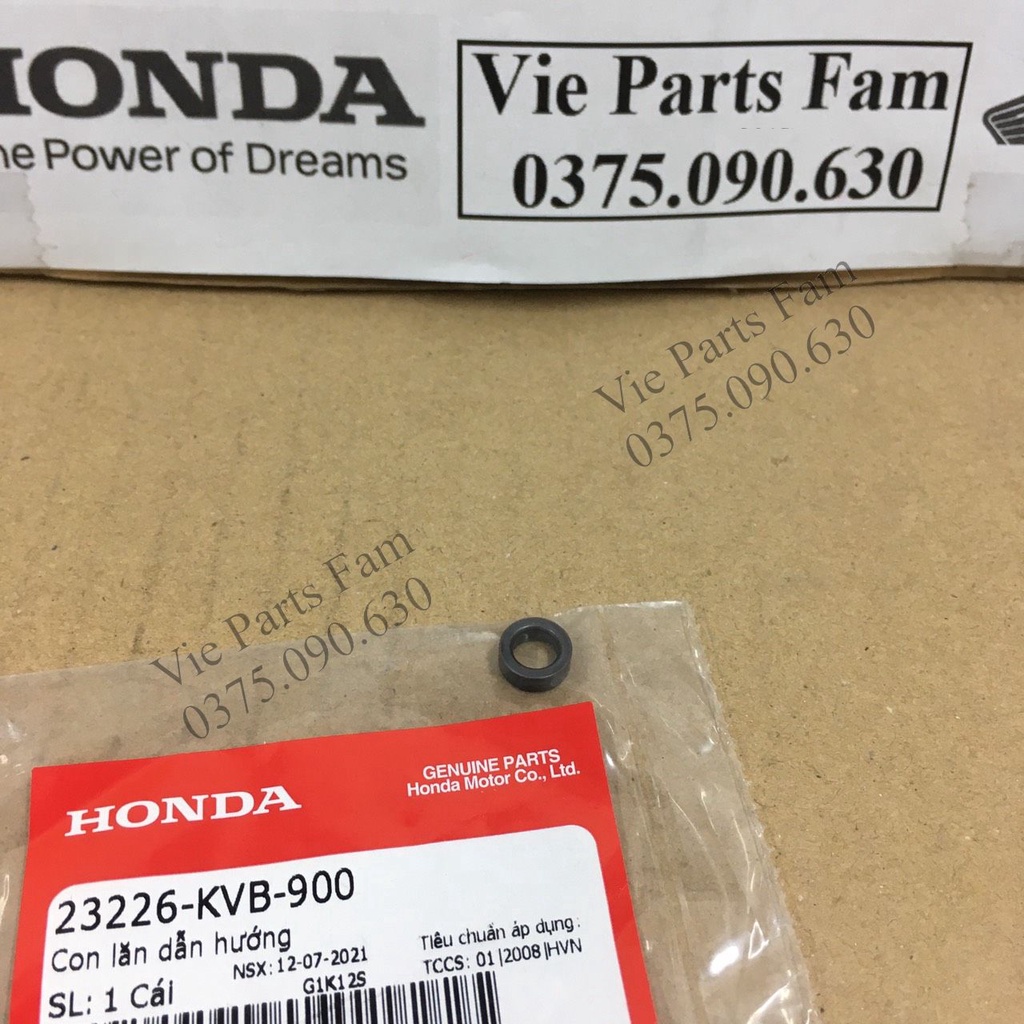 HONDA
The Power of Dreams
Vie Parts Fam
0375.090.630
Vie Parts Fam
0375.090.630
Vie Parts Fam
0375.090.630
HONDA
GENUINE PARTS
Honda Motor Co., Ltd.
23226-KVB-900
Con lăn dẫn hướng
NSX: 12-07-2021
Tiêu chuẩn áp dụng:
TCCS: 01|2008|HVN
SL: 1 Cái
G1K12S